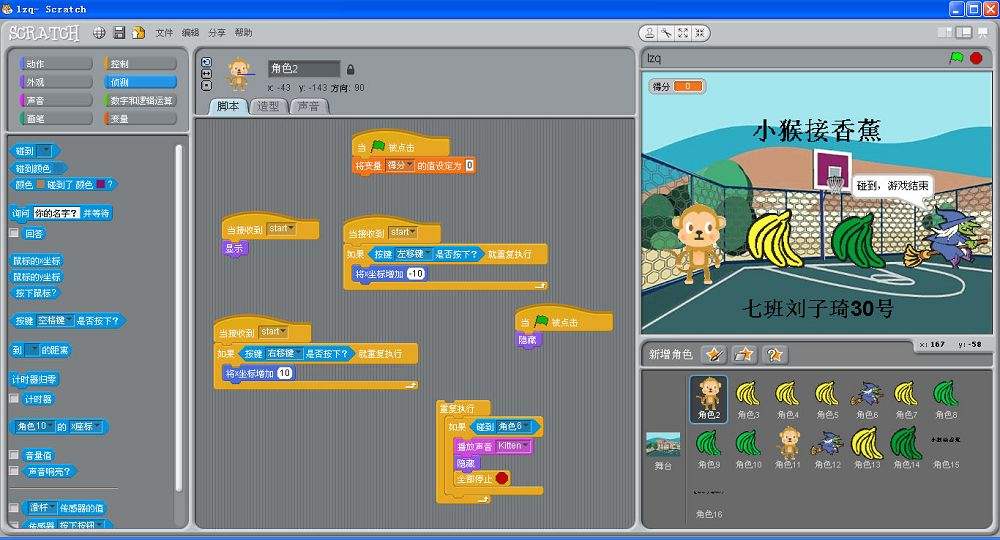 lzq- Scratch
SCRATCH 文件 编辑 分享 帮助
动作 控制
外观 侦测
声音 数字和逻辑运算
画笔 变量
碰到
碰到颜色
颜色 碰到了 颜色 ?
询问 你的名字? 并等待
回答
鼠标的x坐标
鼠标的y坐标
按下鼠标?
按键 空格键 是否按下?
到 的距离
计时器归零
计时器
角色10 的 x座标
音量值
声音响亮?
滑杆 传感器的值
传感器 按下按钮
角色2
x: -43 y: -143 方向: 90
脚本 造型 声音
当 被点击
将变量 得分 的值设定为 0
当接收到 start
显示
当接收到 start
如果 按键 左移键 是否按下? 就重复执行
将x坐标增加 -10
当接收到 start
如果 按键 右移键 是否按下? 就重复执行
将x坐标增加 10
当 被点击
隐藏
重复执行
如果 碰到 角色6
播放声音 Kitten
隐藏
全部停止
lzq
得分 0
小猴接香蕉
碰到，游戏结束
七班刘子琦30号
x: 167 y: -58
新增角色
舞台
角色2 角色3 角色4 角色5 角色6 角色7 角色8
角色9 角色10 角色11 角色12 角色13 角色14 角色15
角色16